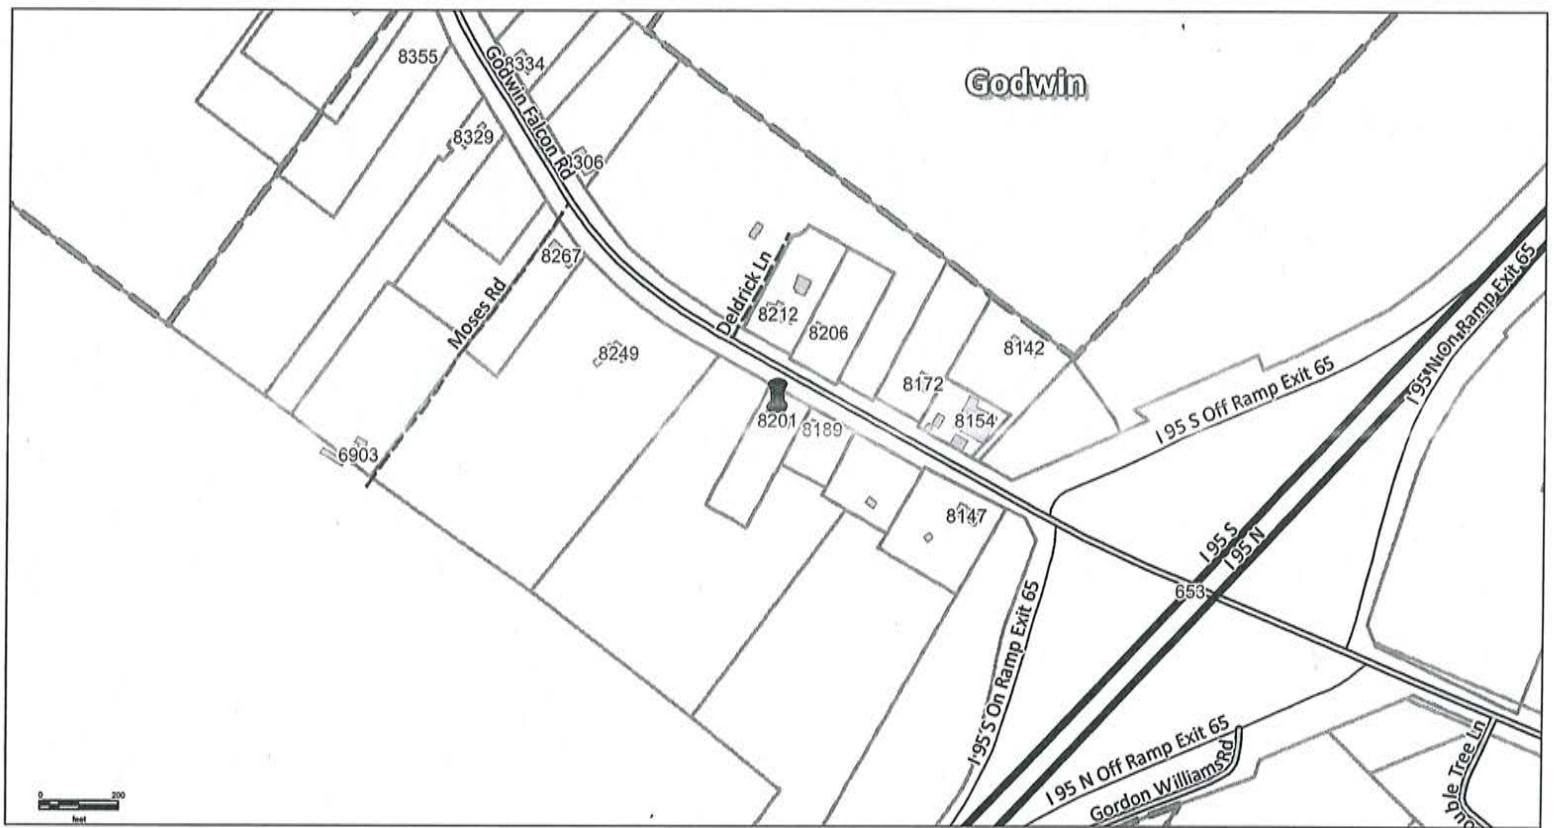 8355
8334
Godwin
Godwin Falcon Rd
8329
8306
8267
Deldrick Ln
Moses Rd
8212
8206
8249
8142
8172
I 95 N On Ramp Exit 65
I 95 S Off Ramp Exit 65
8201
8189
8154
6903
8147
I 95 S
I 95 N
653
I 95 S On Ramp Exit 65
I 95 N Off Ramp Exit 65
Gordon Williams Rd
ble Tree Ln
0 200
feet